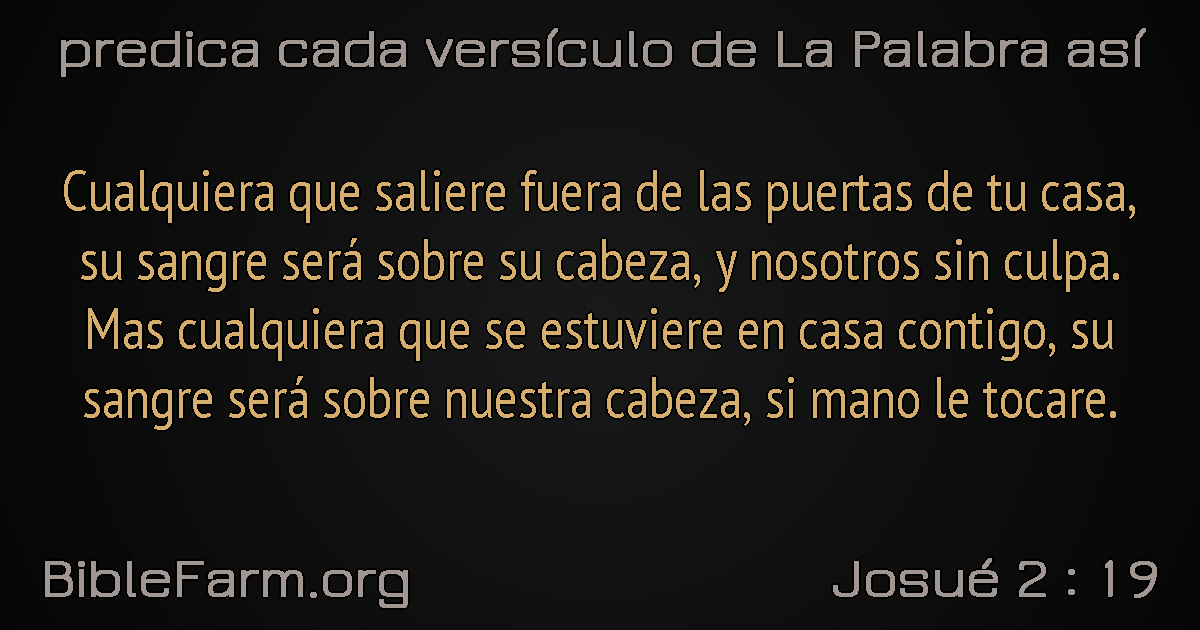 predica cada versículo de La Palabra así
Cualquiera que saliere fuera de las puertas de tu casa,
su sangre será sobre su cabeza, y nosotros sin culpa.
Mas cualquiera que se estuviere en casa contigo, su
sangre será sobre nuestra cabeza, si mano le tocare.
BibleFarm.org
Josué 2 : 19